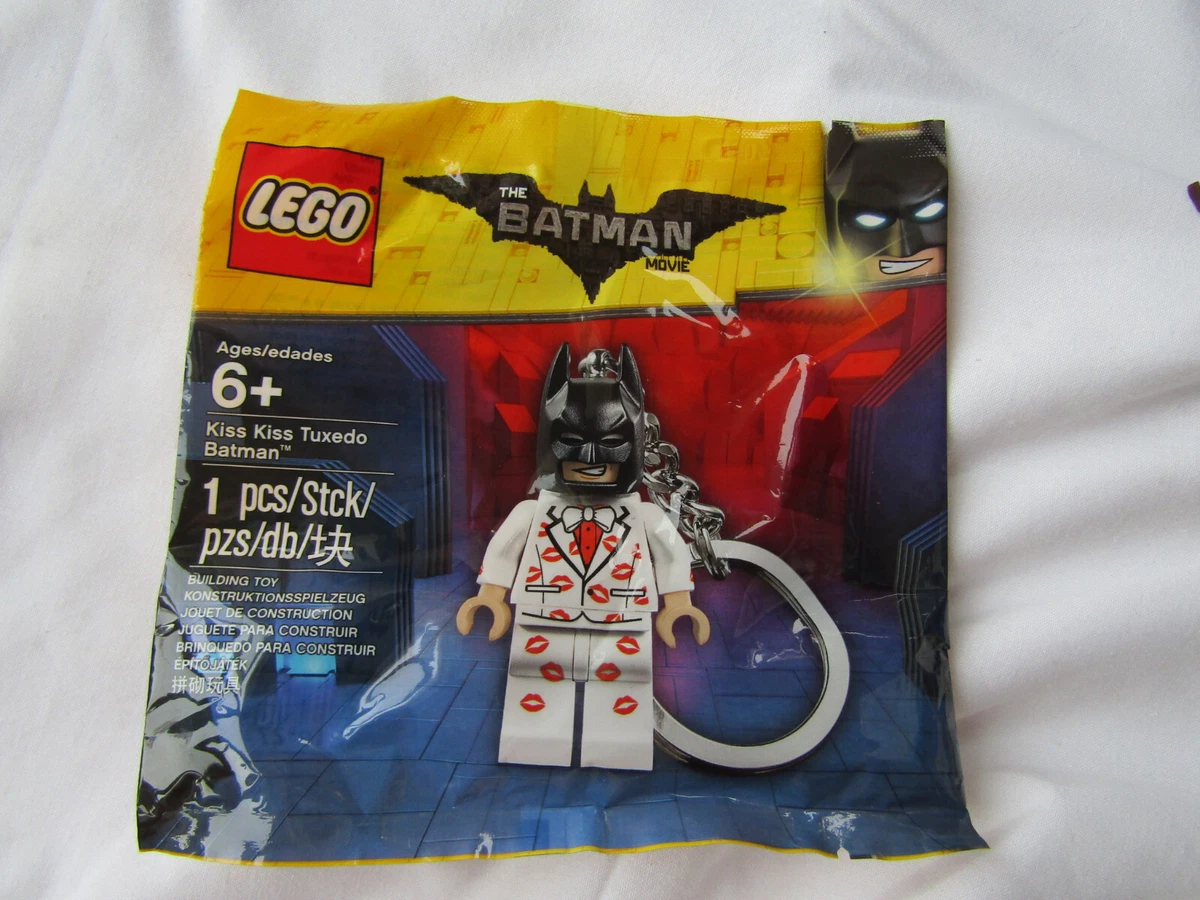 LEGO®
THE
BATMAN
MOVIE
Ages/edades
6+
Kiss Kiss Tuxedo
Batman™
1 pcs/Stck/
pzs/db/块
BUILDING TOY
KONSTRUKTIONSSPIELZEUG
JOUET DE CONSTRUCTION
JUGUETE PARA CONSTRUIR
BRINQUEDO PARA CONSTRUIR
ÉPÍTŐJÁTÉK
拼砌玩具